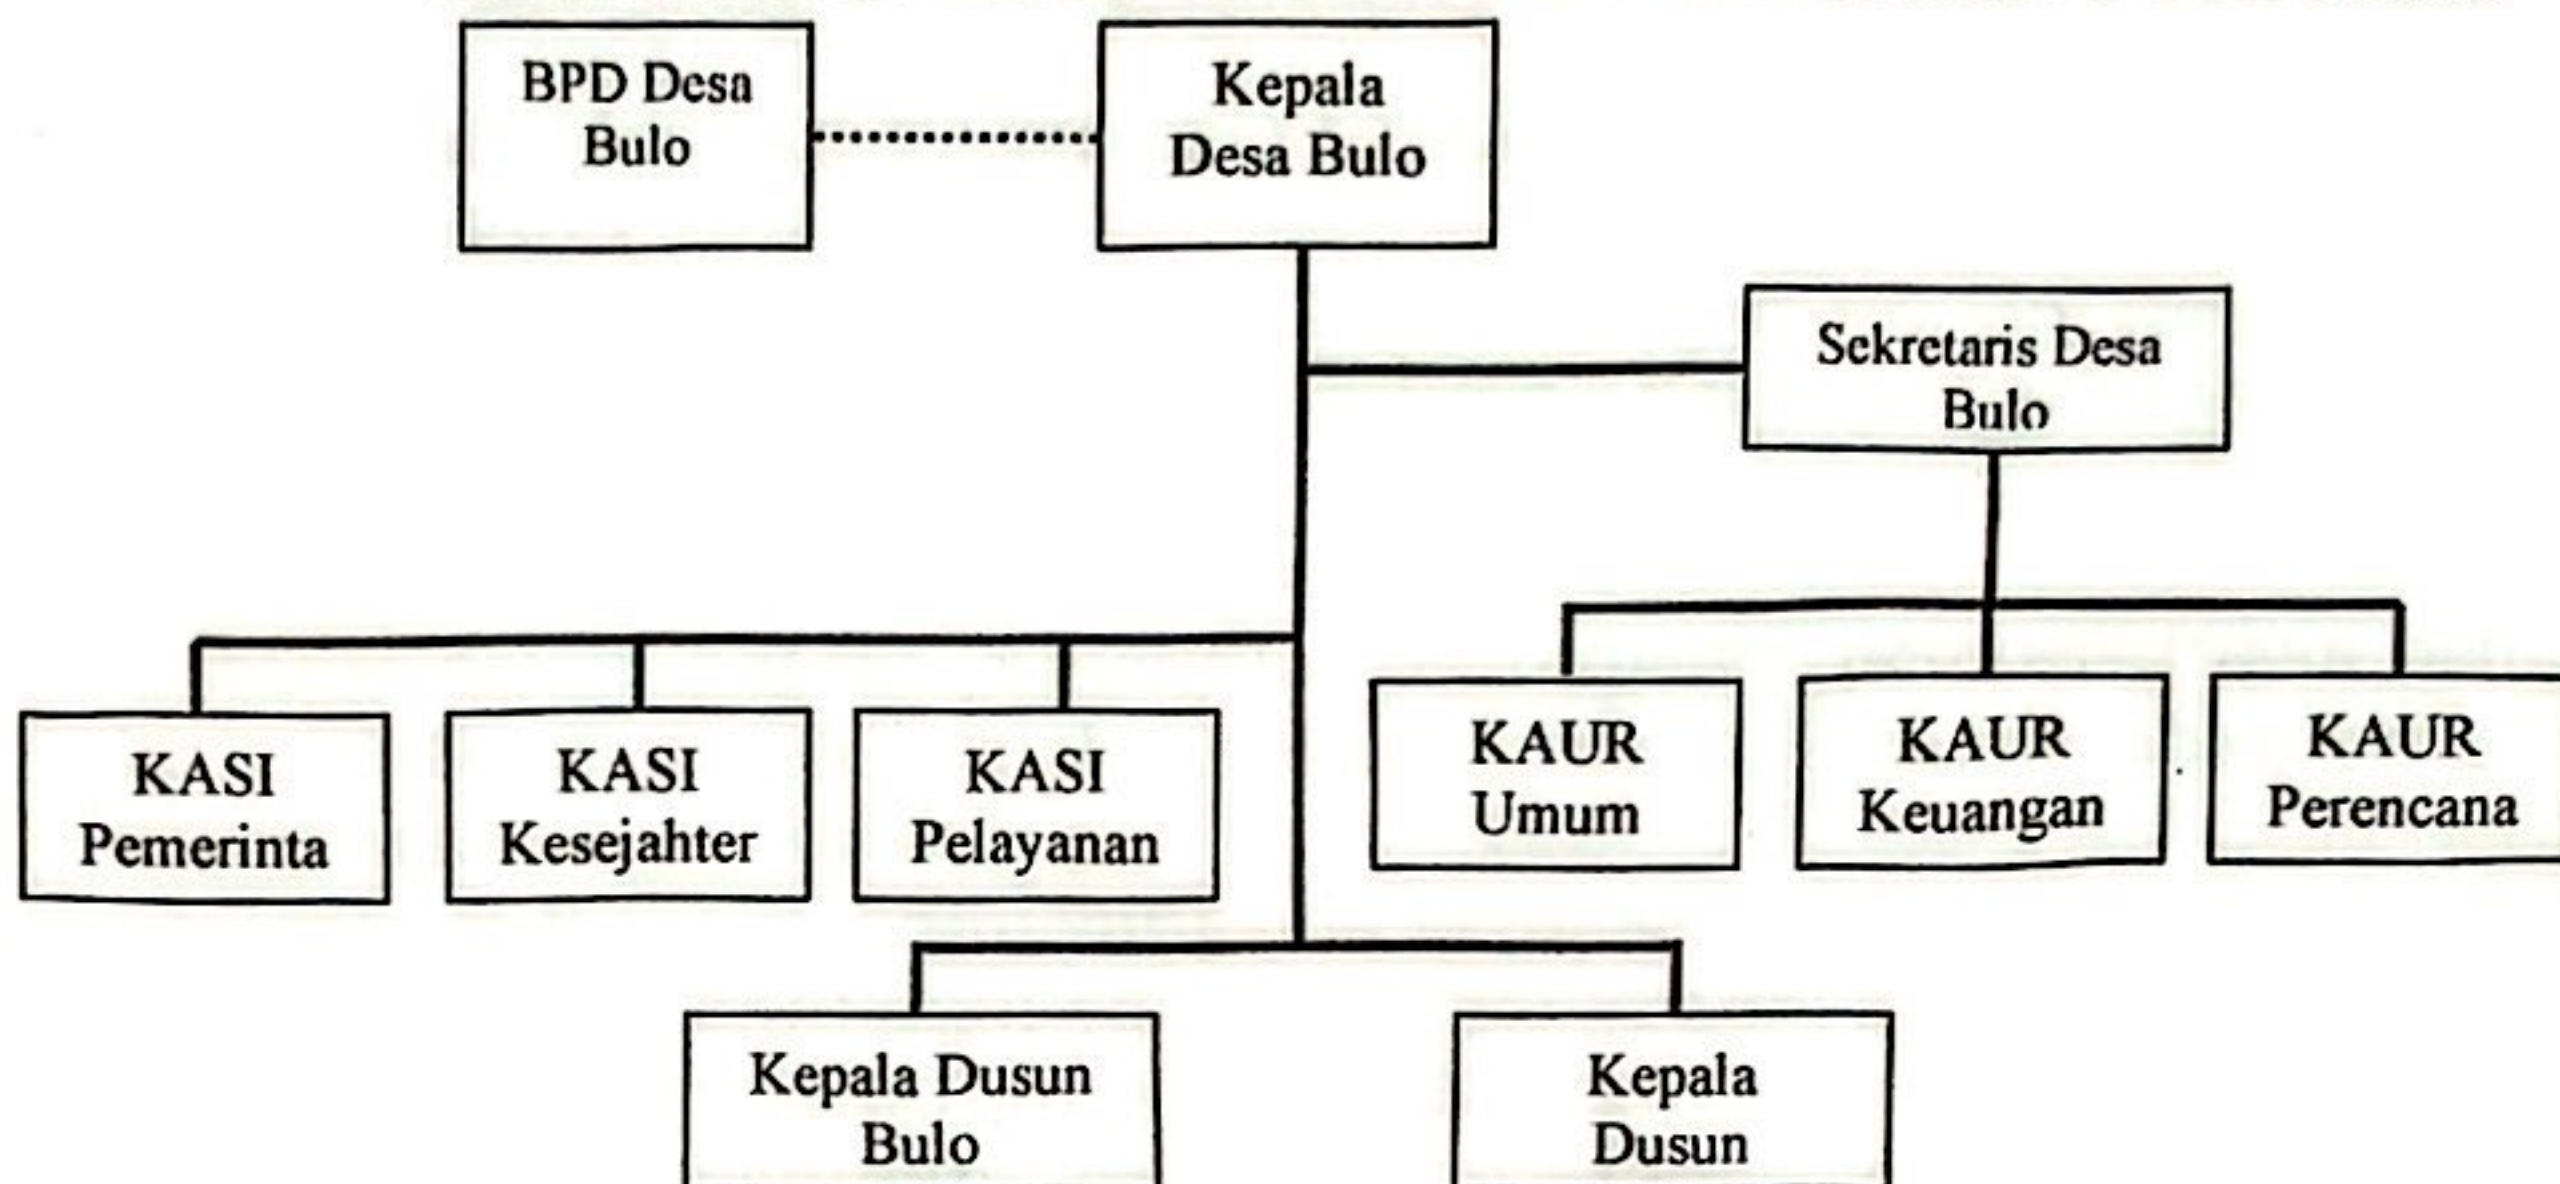 BPD Desa
Bulo
Kepala
Desa Bulo
Sekretaris Desa
Bulo
KASI
Pemerinta
KASI
Kesejahter
KASI
Pelayanan
KAUR
Umum
KAUR
Keuangan
KAUR
Perencana
Kepala Dusun
Bulo
Kepala
Dusun